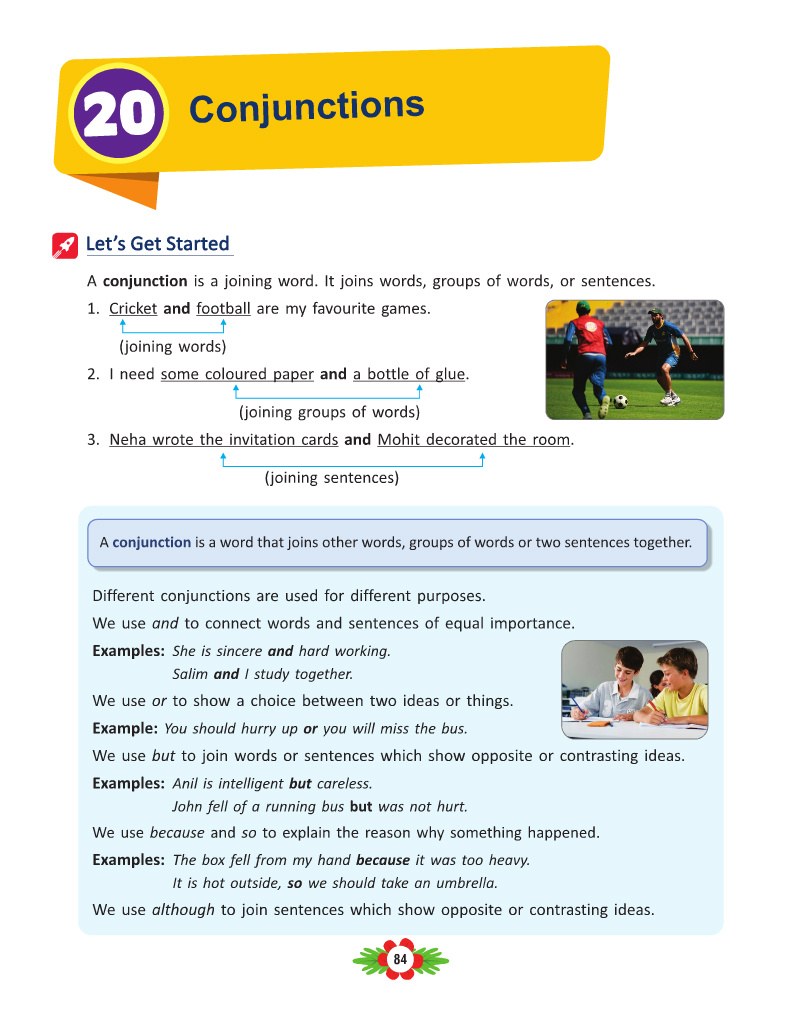 20
Conjunctions
Let's Get Started
A conjunction is a joining word. It joins words, groups of words, or sentences.
1. Cricket and football are my favourite games.
(joining words)
2. I need some coloured paper and a bottle of glue.
(joining groups of words)
3. Neha wrote the invitation cards and Mohit decorated the room.
(joining sentences)
A conjunction is a word that joins other words, groups of words or two sentences together.
Different conjunctions are used for different purposes.
We use and to connect words and sentences of equal importance.
Examples: She is sincere and hard working.
Salim and I study together.
We use or to show a choice between two ideas or things.
Example: You should hurry up or you will miss the bus.
We use but to join words or sentences which show opposite or contrasting ideas.
Examples: Anil is intelligent but careless.
John fell of a running bus but was not hurt.
We use because and so to explain the reason why something happened.
Examples: The box fell from my hand because it was too heavy.
It is hot outside, so we should take an umbrella.
We use although to join sentences which show opposite or contrasting ideas.
84